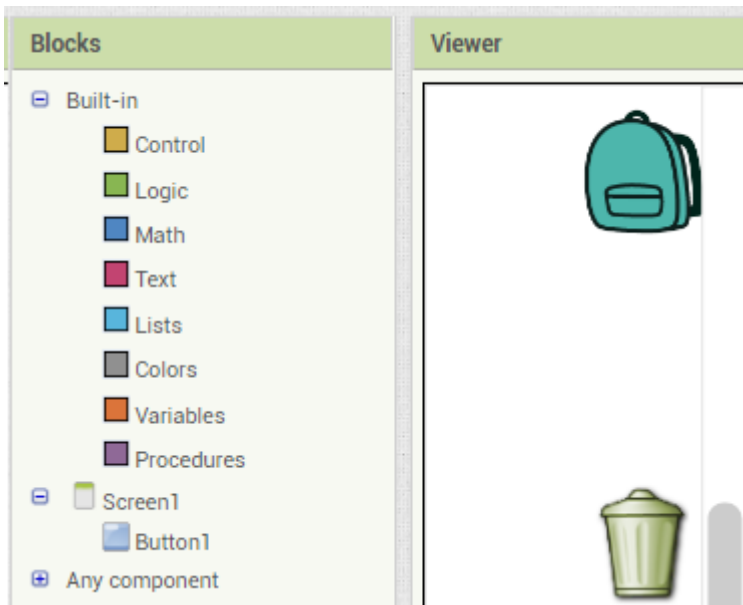 Blocks
Built-in
Control
Logic
Math
Text
Lists
Colors
Variables
Procedures
Screen1
Button1
Any component
Viewer